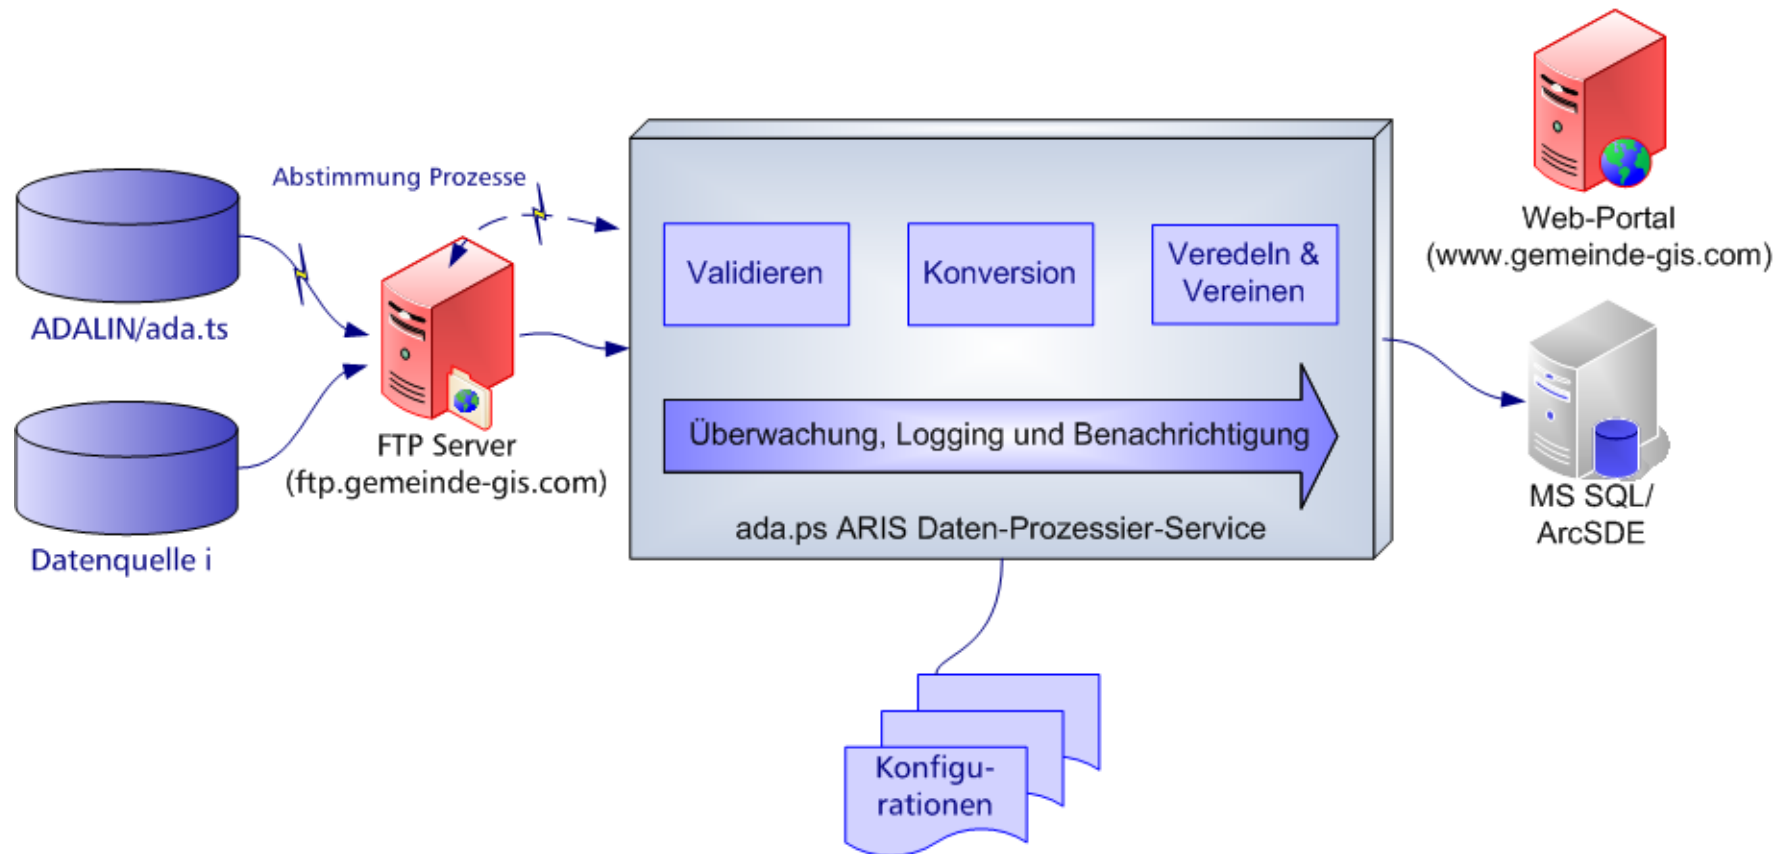 Abstimmung Prozesse
ADALIN/ada.ts
Datenquelle i
FTP Server
(ftp.gemeinde-gis.com)
Validieren
Konversion
Veredeln &
Vereinen
Überwachung, Logging und Benachrichtigung
ada.ps ARIS Daten-Prozessier-Service
Konfigu-
rationen
Web-Portal
(www.gemeinde-gis.com)
MS SQL/
ArcSDE